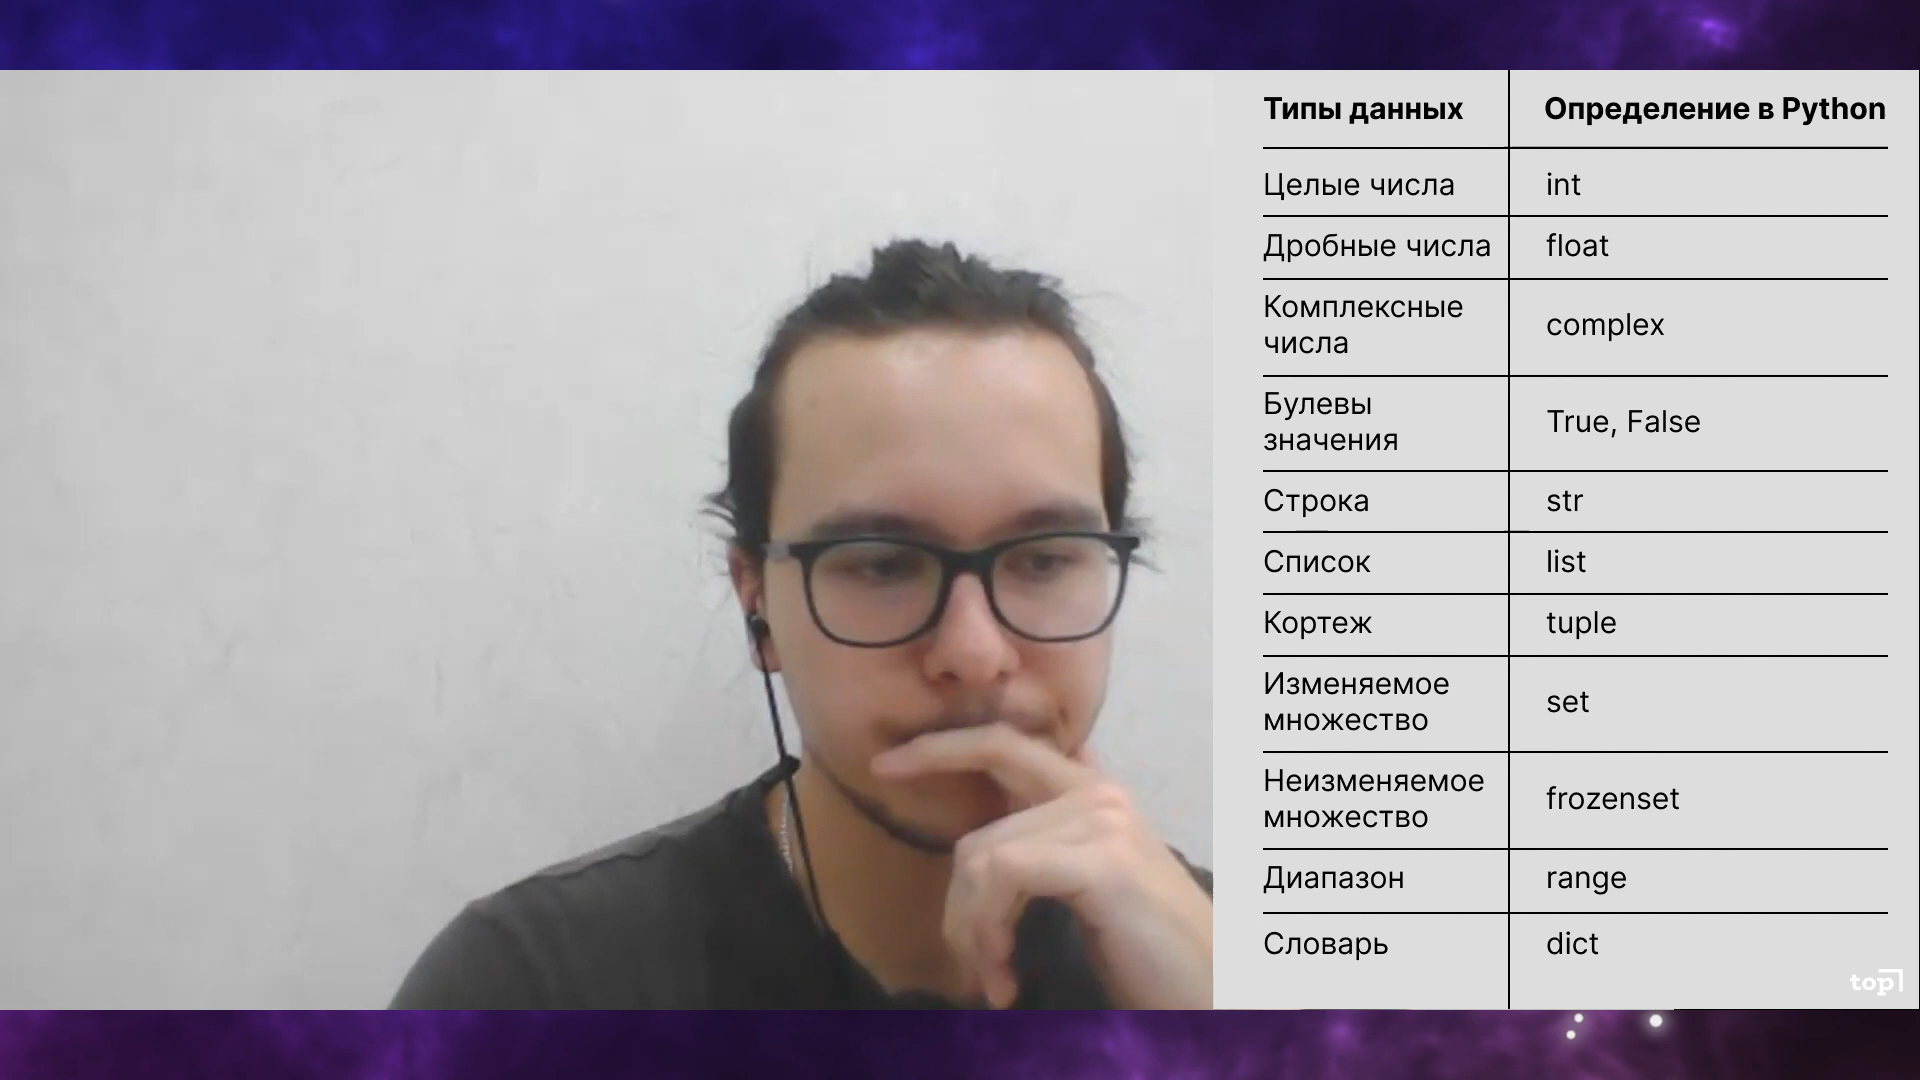 Типы данных Определение в Python
Целые числа int
Дробные числа float
Комплексные
числа
complex
Булевы
значения
True, False
Строка str
Список list
Кортеж tuple
Изменяемое
множество
set
Неизменяемое
множество
frozenset
Диапазон range
Словарь dict
top